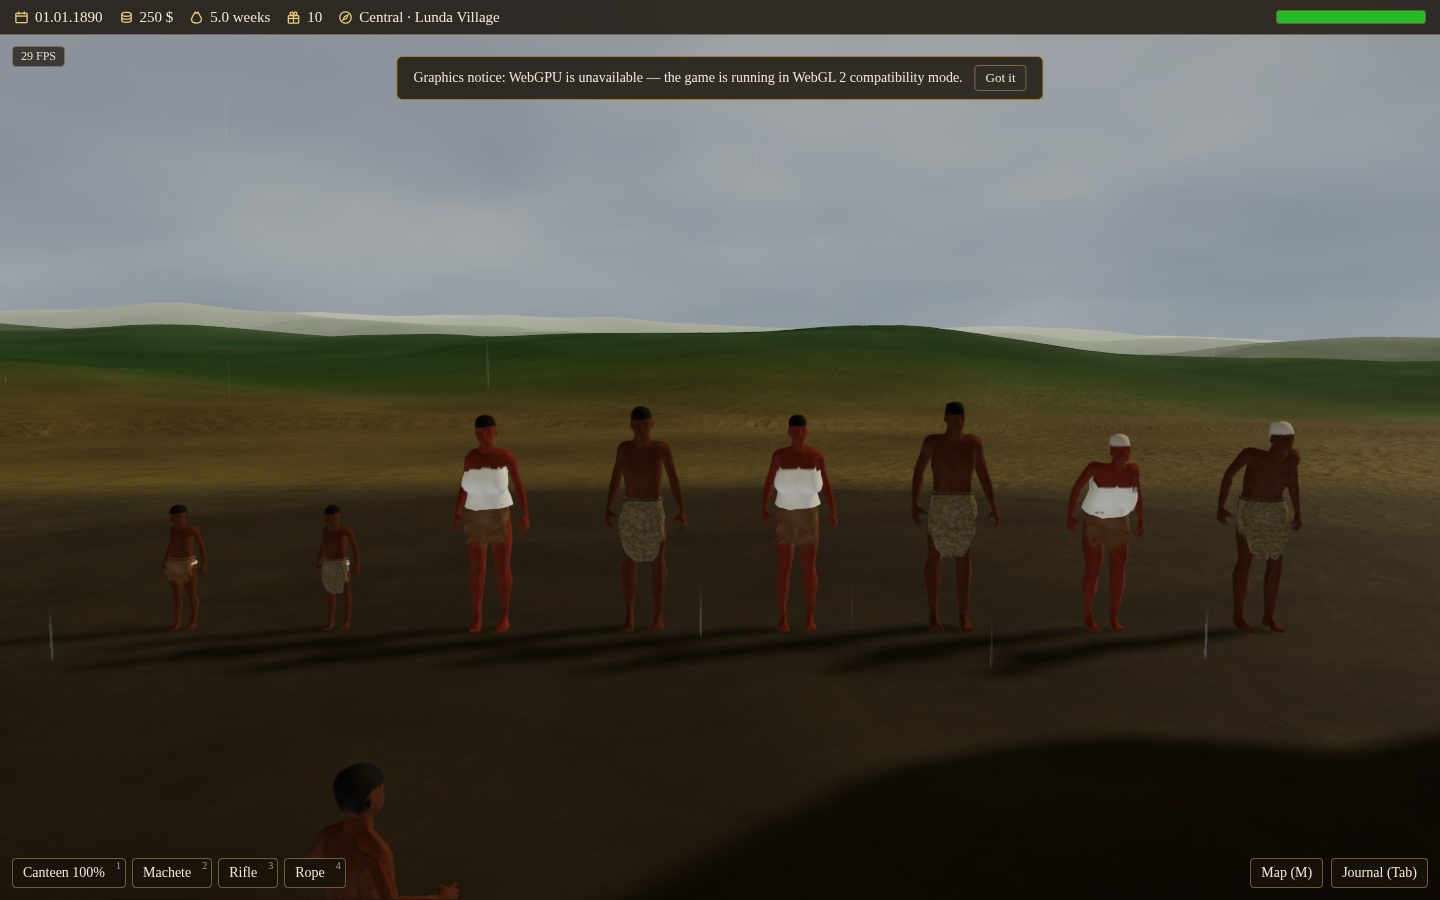 01.01.1890 250 $ 5.0 weeks 10 Central · Lunda Village
29 FPS
Graphics notice: WebGPU is unavailable — the game is running in WebGL 2 compatibility mode. Got it
Canteen 100% 1 Machete 2 Rifle 3 Rope 4 Map (M) Journal (Tab)